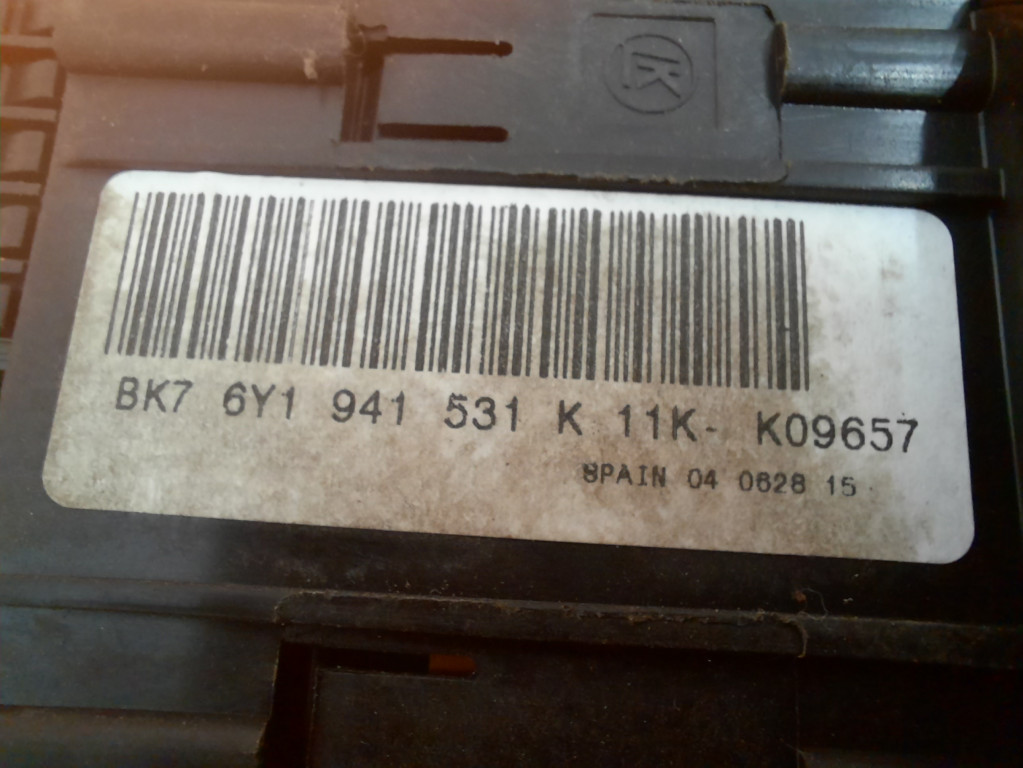 BK7 6Y1 941 531 K 11K- K09657
SPAIN 04 0628 15